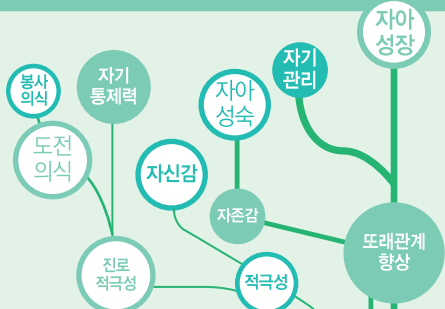 자아
성장
자기
관리
자기
통제력
봉사
의식
자아
성숙
도전
의식
자신감
자존감
또래관계
향상
진로
적극성
적극성